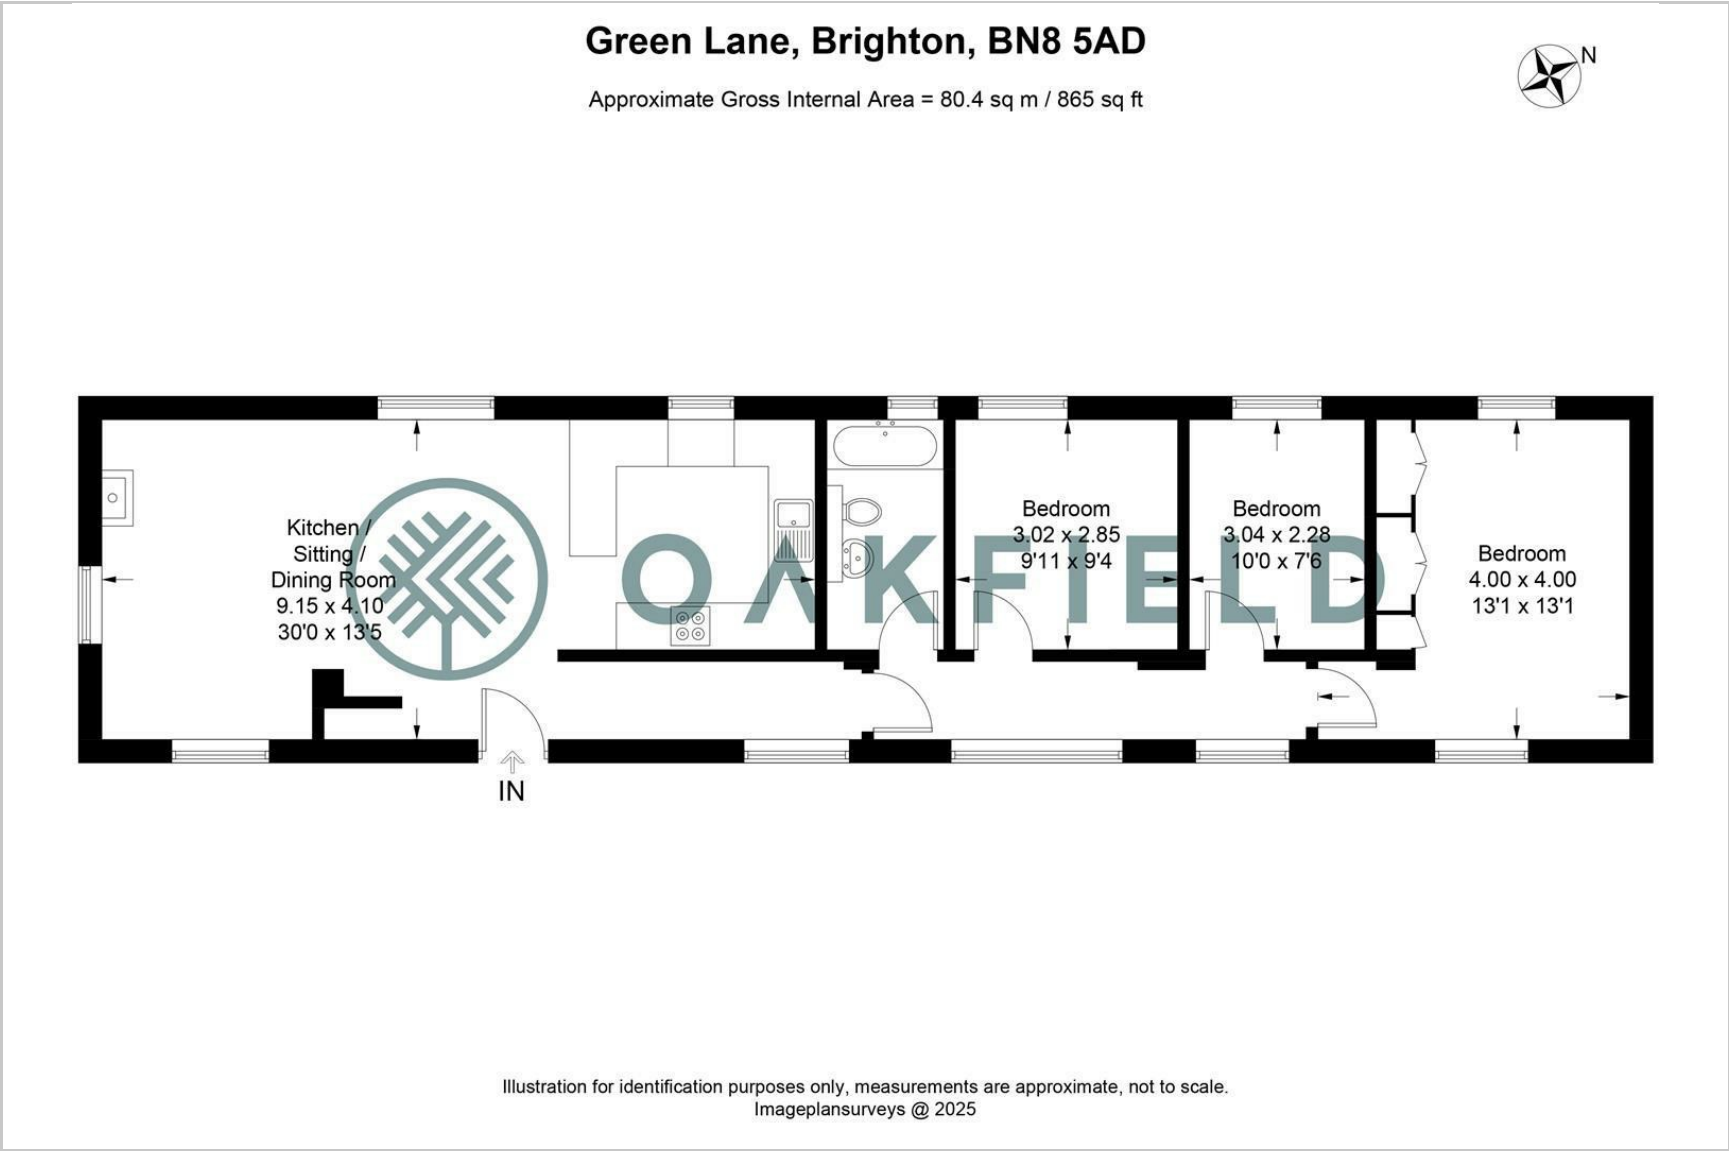 Green Lane, Brighton, BN8 5AD
Approximate Gross Internal Area = 80.4 sq m / 865 sq ft
N
Kitchen /
Sitting /
Dining Room
9.15 x 4.10
30'0 x 13'5
OAKFIELD
Bedroom
3.02 x 2.85
9'11 x 9'4
Bedroom
3.04 x 2.28
10'0 x 7'6
Bedroom
4.00 x 4.00
13'1 x 13'1
IN
Illustration for identification purposes only, measurements are approximate, not to scale.
Imageplansurveys @ 2025